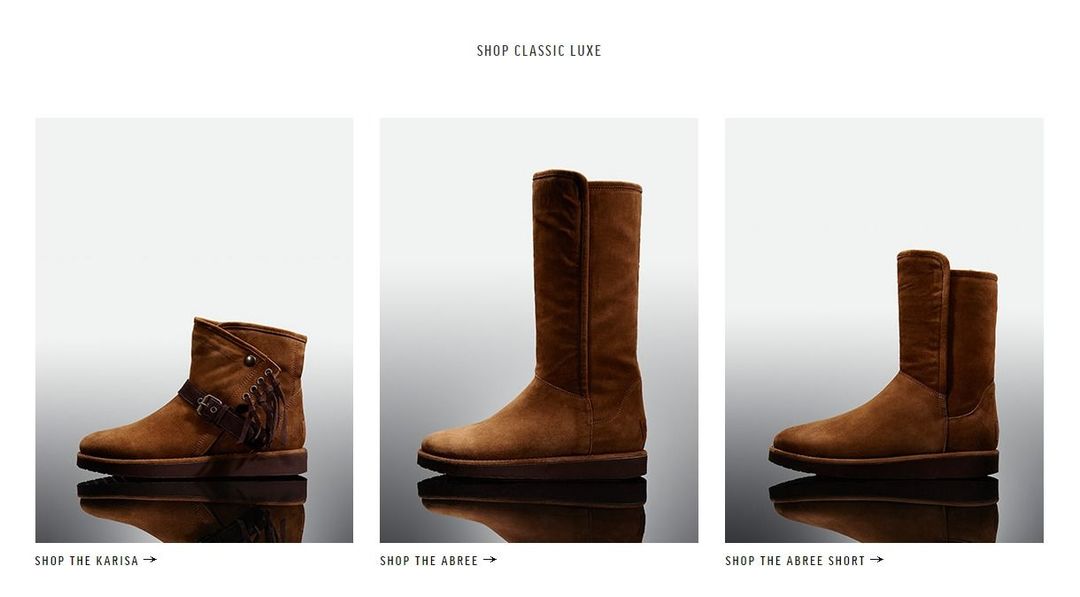 SHOP CLASSIC LUXE
SHOP THE KARISA →
SHOP THE ABREE →
SHOP THE ABREE SHORT →